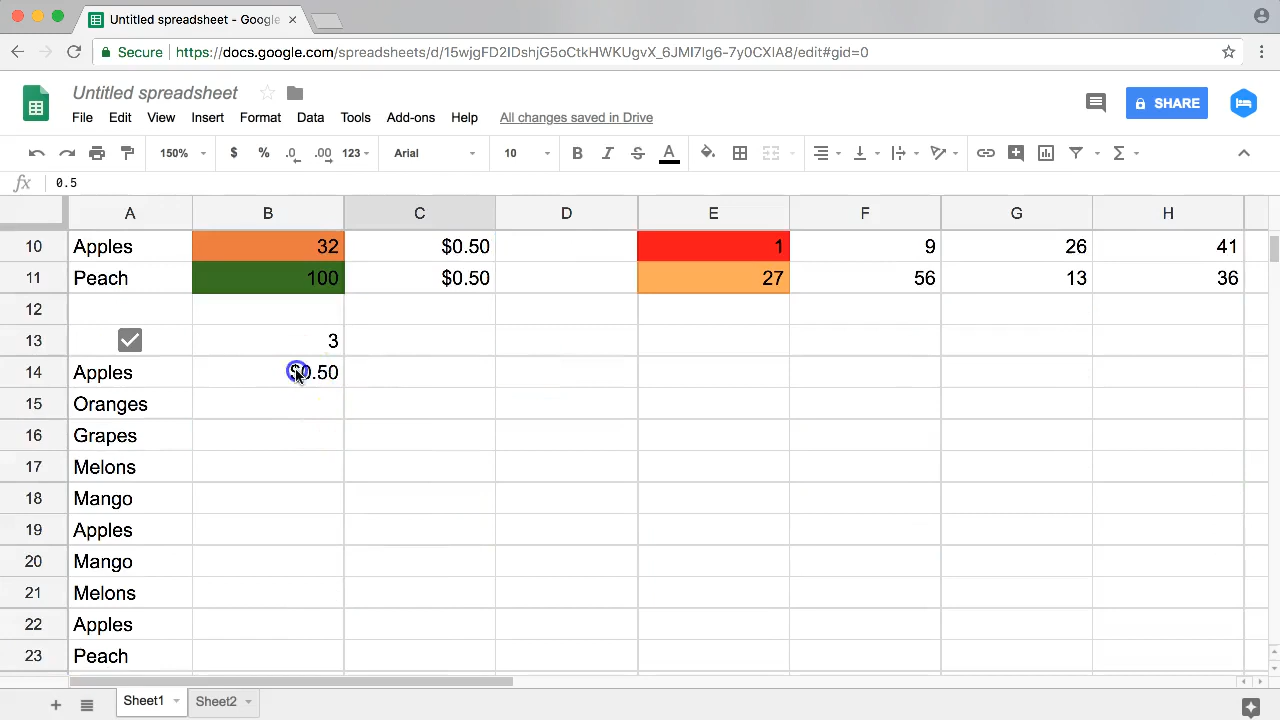 Untitled spreadsheet - Google
Secure https://docs.google.com/spreadsheets/d/15wjgFD2IDshjG5oCtkHWKUgvX_6JMI7Ig6-7y0CXIA8/edit#gid=0
Untitled spreadsheet
SHARE
File Edit View Insert Format Data Tools Add-ons Help All changes saved in Drive
150% $ % .0 .00 123 Arial 10 B I S A
fx 0.5
A B C D E F G H
10 Apples 32 $0.50 1 9 26 41
11 Peach 100 $0.50 27 56 13 36
12
13 3
14 Apples $0.50
15 Oranges
16 Grapes
17 Melons
18 Mango
19 Apples
20 Mango
21 Melons
22 Apples
23 Peach
Sheet1 Sheet2